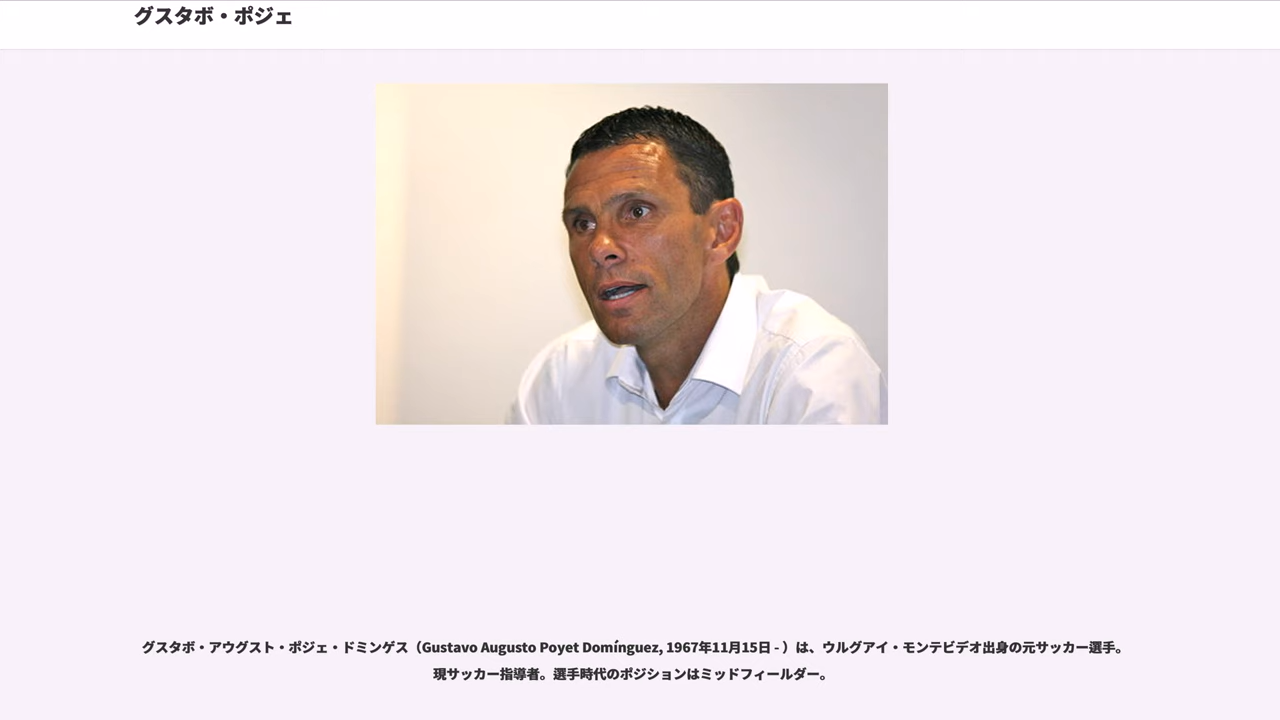 グスタボ・ポジェ
グスタボ・アウグスト・ポジェ・ドミンゲス（Gustavo Augusto Poyet Domínguez, 1967年11月15日 - ）は、ウルグアイ・モンテビデオ出身の元サッカー選手。
現サッカー指導者。選手時代のポジションはミッドフィールダー。